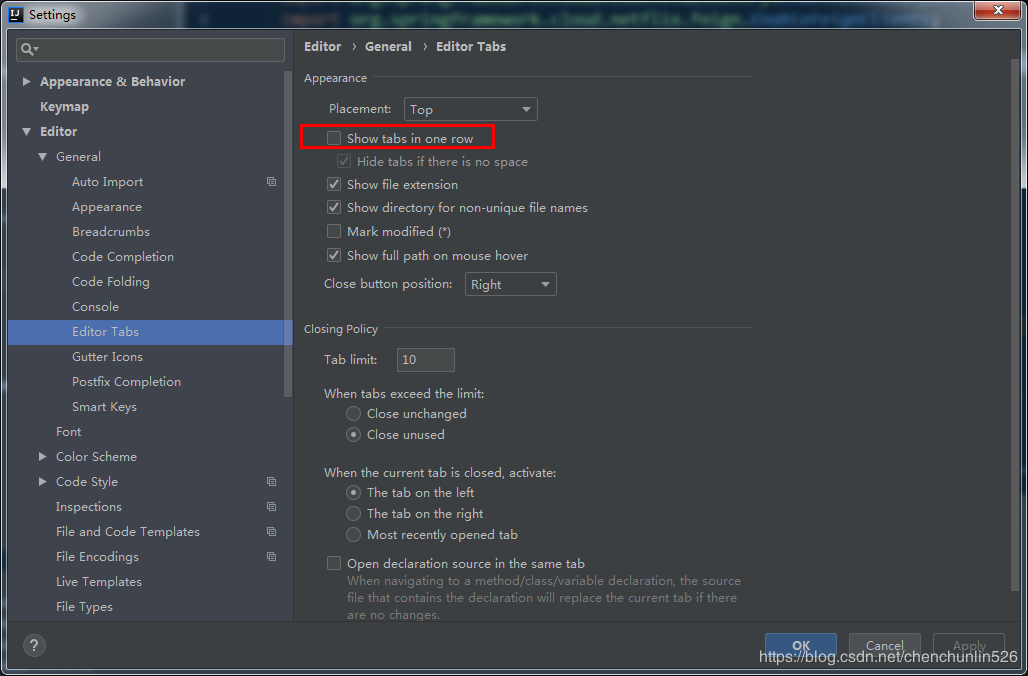 Settings
import org.springframework.cloud.netflix.feign.EnableFeignClients;
Appearance & Behavior
Keymap
Editor
General
Auto Import
Appearance
Breadcrumbs
Code Completion
Code Folding
Console
Editor Tabs
Gutter Icons
Postfix Completion
Smart Keys
Font
Color Scheme
Code Style
Inspections
File and Code Templates
File Encodings
Live Templates
File Types
Editor › General › Editor Tabs
Appearance
Placement: Top
Show tabs in one row
Hide tabs if there is no space
Show file extension
Show directory for non-unique file names
Mark modified (*)
Show full path on mouse hover
Close button position: Right
Closing Policy
Tab limit: 10
When tabs exceed the limit:
Close unchanged
Close unused
When the current tab is closed, activate:
The tab on the left
The tab on the right
Most recently opened tab
Open declaration source in the same tab
When navigating to a method/class/variable declaration, the source
file that contains the declaration will replace the current tab if there
are no changes.
?
OK Cancel Apply
https://blog.csdn.net/chenchunlin526